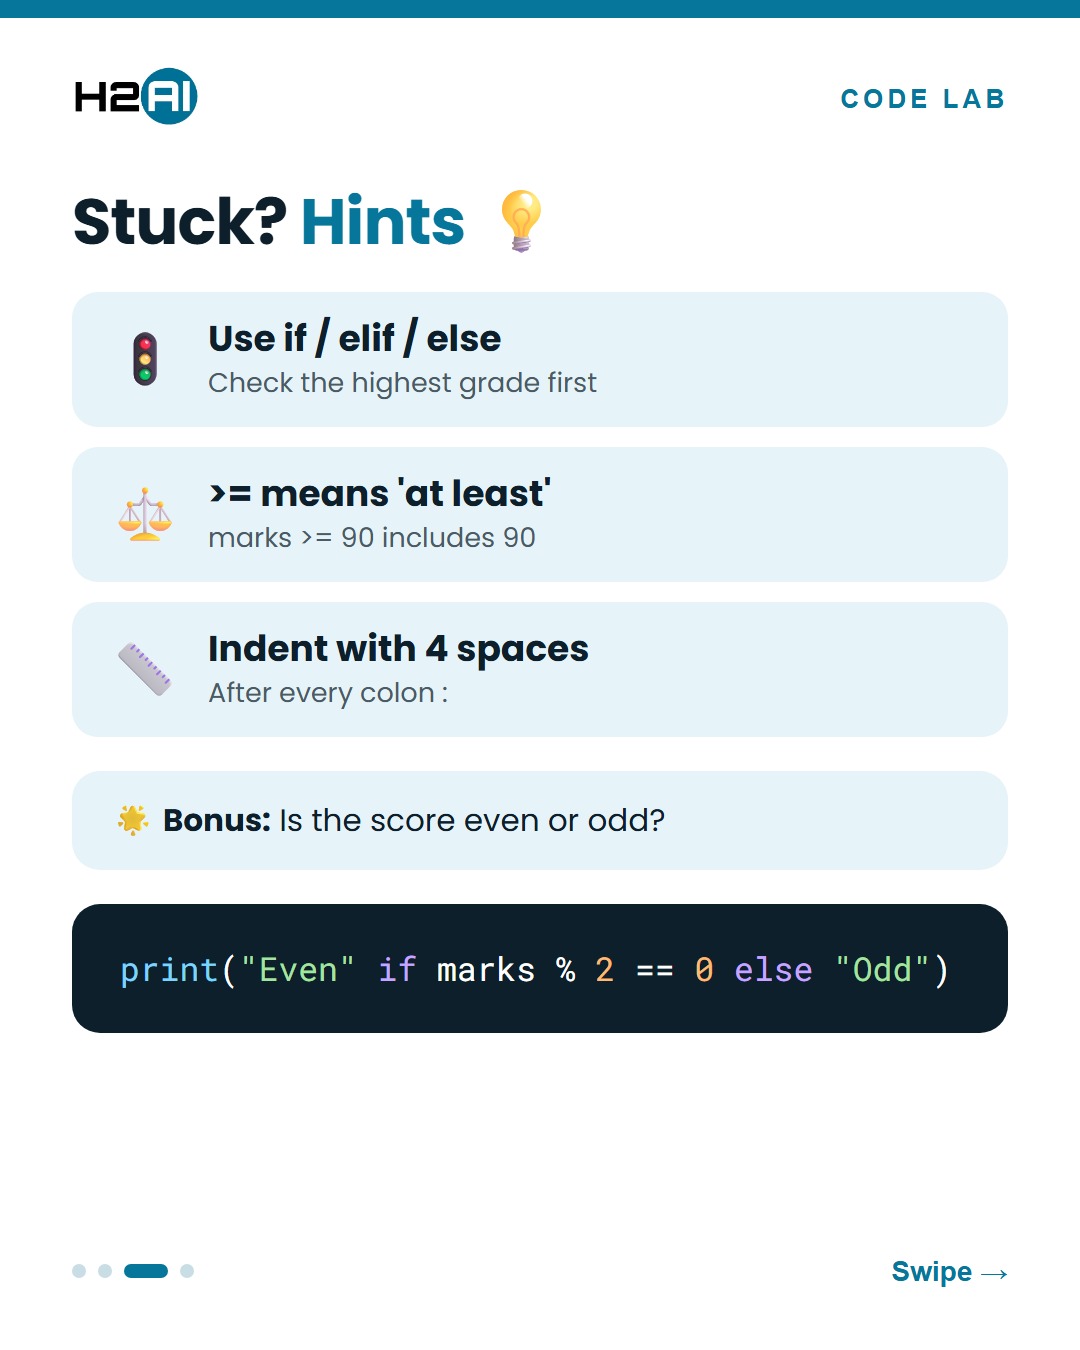 H2AI
CODE LAB
Stuck? Hints
Use if / elif / else
Check the highest grade first
>= means 'at least'
marks >= 90 includes 90
Indent with 4 spaces
After every colon :
Bonus: Is the score even or odd?
print("Even" if marks % 2 == 0 else "Odd")
Swipe →